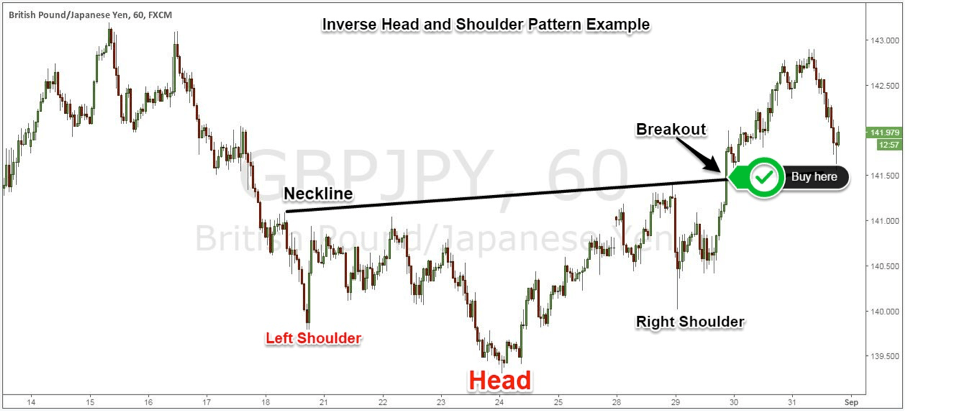 British Pound/Japanese Yen, 60, FXCM
Inverse Head and Shoulder Pattern Example
143.000
142.500
Breakout
141.979
12:57
GBPJPY, 60
Buy here
141.500
Neckline
141.000
British Pound/Japanese Yen
140.500
140.000
Right Shoulder
Left Shoulder
139.500
Head
14 15 16 17 18 21 22 23 24 25 28 29 30 31 Sep